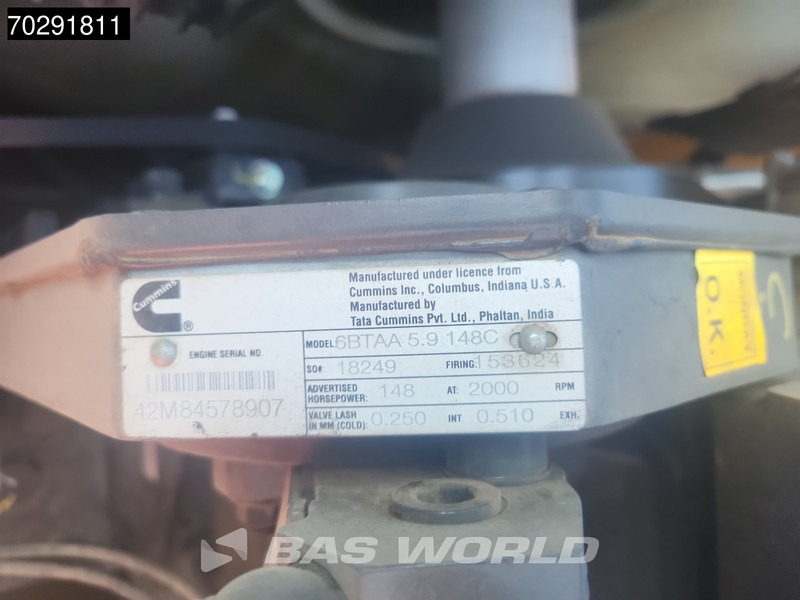 70291811
Manufactured under licence from
Cummins Inc., Columbus, Indiana U.S.A.
Manufactured by
Tata Cummins Pvt. Ltd., Phaltan, India
Cummins
®
ENGINE SERIAL NO.
42M84578907
MODEL 6BTAA 5.9 148C
SO#: 18249 FIRING: 153624
ADVERTISED HORSEPOWER: 148 AT: 2000 RPM
VALVE LASH IN MM (COLD): 0.250 INT 0.510 EXH.
O.K.
BAS WORLD